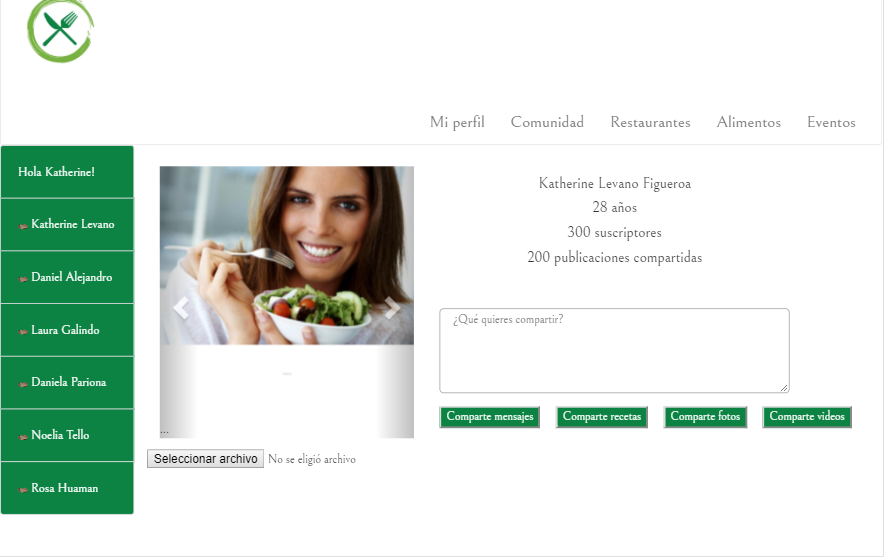 Mi perfil Comunidad Restaurantes Alimentos Eventos
Hola Katherine!
Katherine Levano
Daniel Alejandro
Laura Galindo
Daniela Pariona
Noelia Tello
Rosa Huaman
...
Seleccionar archivo No se eligió archivo
Katherine Levano Figueroa
28 años
300 suscriptores
200 publicaciones compartidas
¿Qué quieres compartir?
Comparte mensajes Comparte recetas Comparte fotos Comparte videos